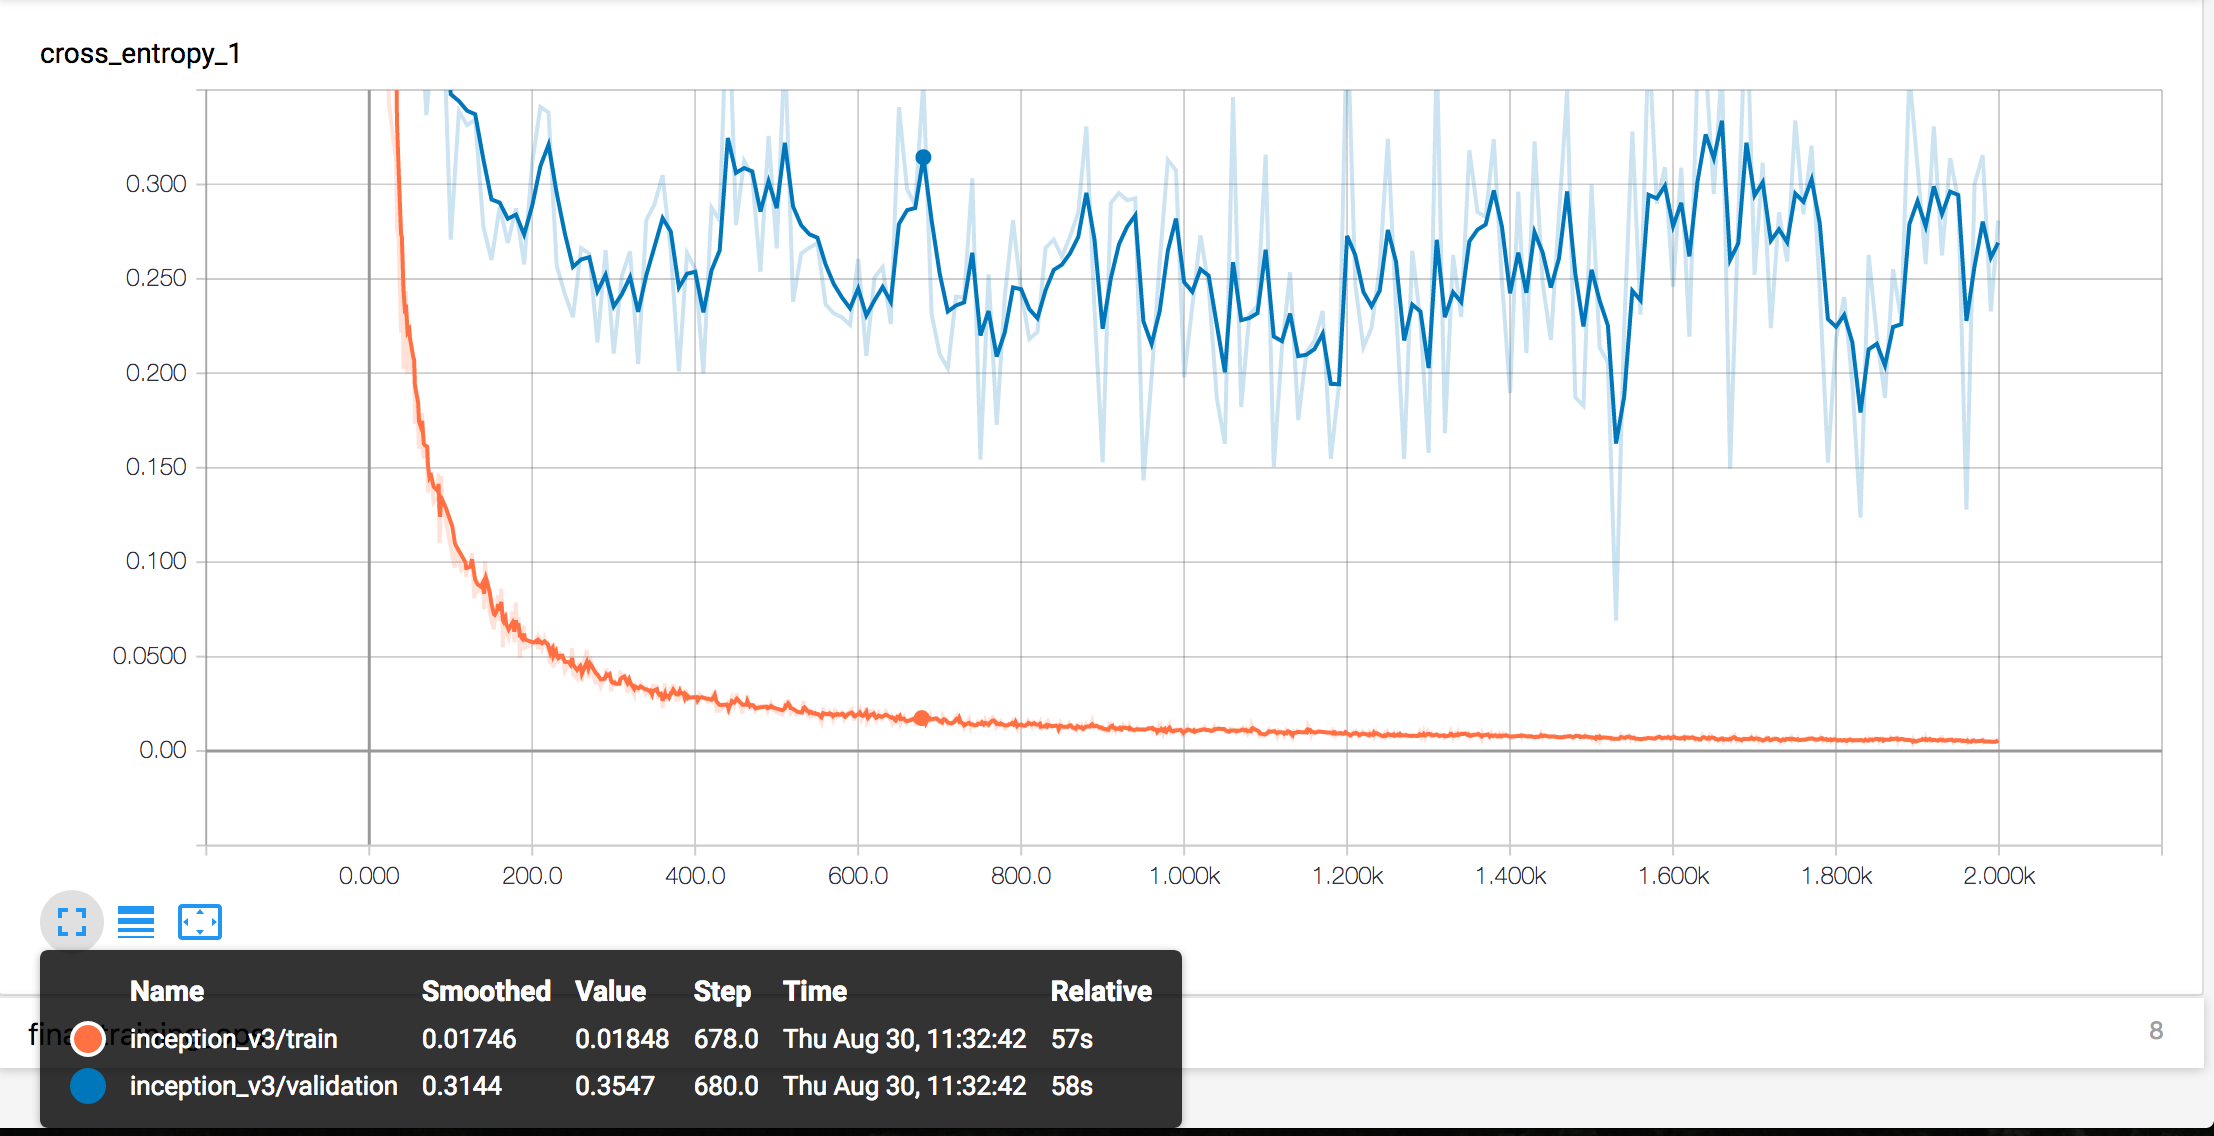 cross_entropy_1
0.300
0.250
0.200
0.150
0.100
0.0500
0.00
0.000 200.0 400.0 600.0 800.0 1.000k 1.200k 1.400k 1.600k 1.800k 2.000k
Name Smoothed Value Step Time Relative
inception_v3/train 0.01746 0.01848 678.0 Thu Aug 30, 11:32:42 57s
8
inception_v3/validation 0.3144 0.3547 680.0 Thu Aug 30, 11:32:42 58s